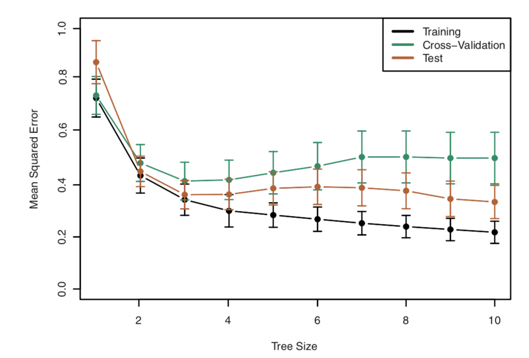 Training
Cross−Validation
Test
Mean Squared Error
1.0
0.8
0.6
0.4
0.2
0.0
2 4 6 8 10
Tree Size